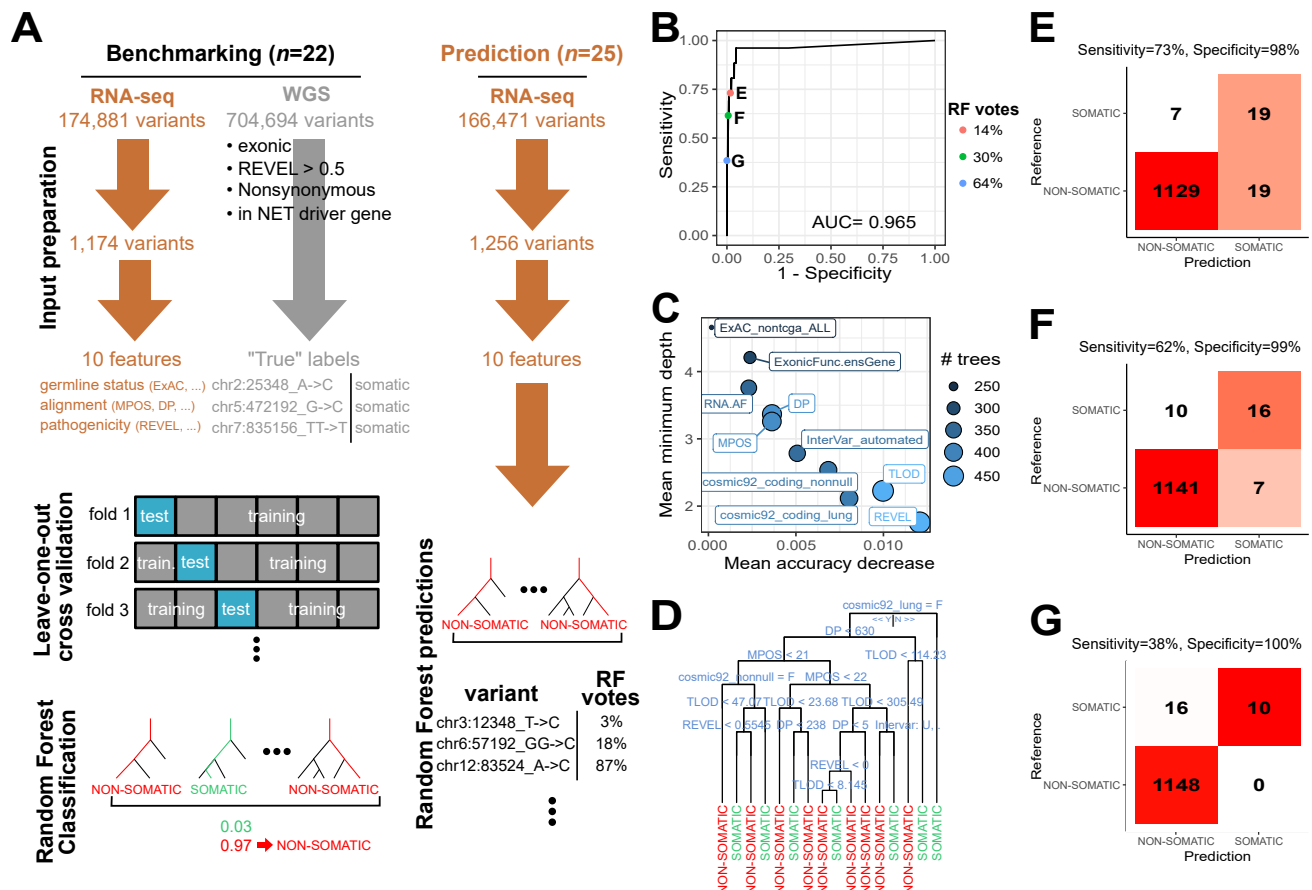 A
Benchmarking (n=22)
RNA-seq
WGS
174,881 variants
704,694 variants
• exonic
• REVEL > 0.5
• Nonsynonymous
• in NET driver gene
1,174 variants
10 features
"True" labels
germline status (ExAC, ...)
alignment (MPOS, DP, ...)
pathogenicity (REVEL, ...)
chr2:25348_A->C somatic
chr5:472192_G->C somatic
chr7:835156_TT->T somatic
Input preparation
Prediction (n=25)
RNA-seq
166,471 variants
1,256 variants
10 features
Leave-one-out
cross validation
fold 1 test training
fold 2 train. test
fold 3 training test training
Random Forest
Classification
NON-SOMATIC SOMATIC NON-SOMATIC
0.03
0.97 NON-SOMATIC
Random Forest predictions
NON-SOMATIC NON-SOMATIC
variant RF
votes
chr3:12348_T->C 3%
chr6:57192_GG->C 18%
chr12:83524_A->C 87%
B
Sensitivity
1.00
0.75
0.50
0.25
0.00
E
F
G
AUC= 0.965
0.00 0.25 0.50 0.75 1.00
1 - Specificity
RF votes
14%
30%
64%
C
Mean minimum depth
4
3
2
ExAC_nontcga_ALL
ExonicFunc.ensGene
RNA.AF
DP
MPOS
InterVar_automated
cosmic92_coding_nonnull
TLOD
cosmic92_coding_lung
REVEL
0.000 0.005 0.010
Mean accuracy decrease
# trees
250
300
350
400
450
D
cosmic92_lung = F
<< Y N >>
DP < 630
MPOS < 21
TLOD < 114.23
cosmic92_nonnull = F
MPOS < 22
TLOD < 47.07
TLOD < 23.68
TLOD < 305.49
REVEL < 0.5545
DP < 238
DP < 5
Intervar: U, .
REVEL < 0
TLOD < 8.145
NON-SOMATIC
SOMATIC
NON-SOMATIC
SOMATIC
NON-SOMATIC
SOMATIC
NON-SOMATIC
NON-SOMATIC
SOMATIC
NON-SOMATIC
NON-SOMATIC
NON-SOMATIC
SOMATIC
NON-SOMATIC
SOMATIC
SOMATIC
E
Sensitivity=73%, Specificity=98%
Reference
SOMATIC
7 19
NON-SOMATIC
1129 19
NON-SOMATIC SOMATIC
Prediction
F
Sensitivity=62%, Specificity=99%
Reference
SOMATIC
10 16
NON-SOMATIC
1141 7
NON-SOMATIC SOMATIC
Prediction
G
Sensitivity=38%, Specificity=100%
Reference
SOMATIC
16 10
NON-SOMATIC
1148 0
NON-SOMATIC SOMATIC
Prediction